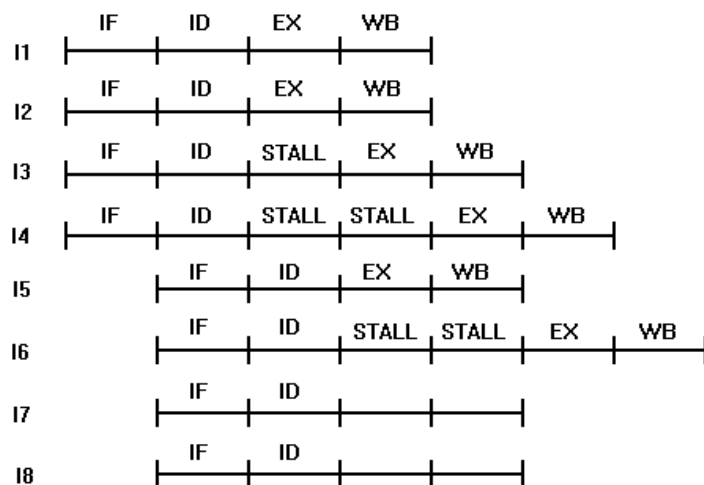 IF ID EX WB
I1
IF ID EX WB
I2
IF ID STALL EX WB
I3
IF ID STALL STALL EX WB
I4
IF ID EX WB
I5
IF ID STALL STALL EX WB
I6
IF ID
I7
IF ID
I8